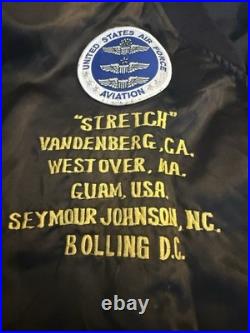 UNITED STATES AIR FORCE
AVIATION
"STRETCH"
VANDENBERG, CA.
WESTOVER, MA.
GUAM, USA.
SEYMOUR JOHNSON, NC.
BOLLING D.C.